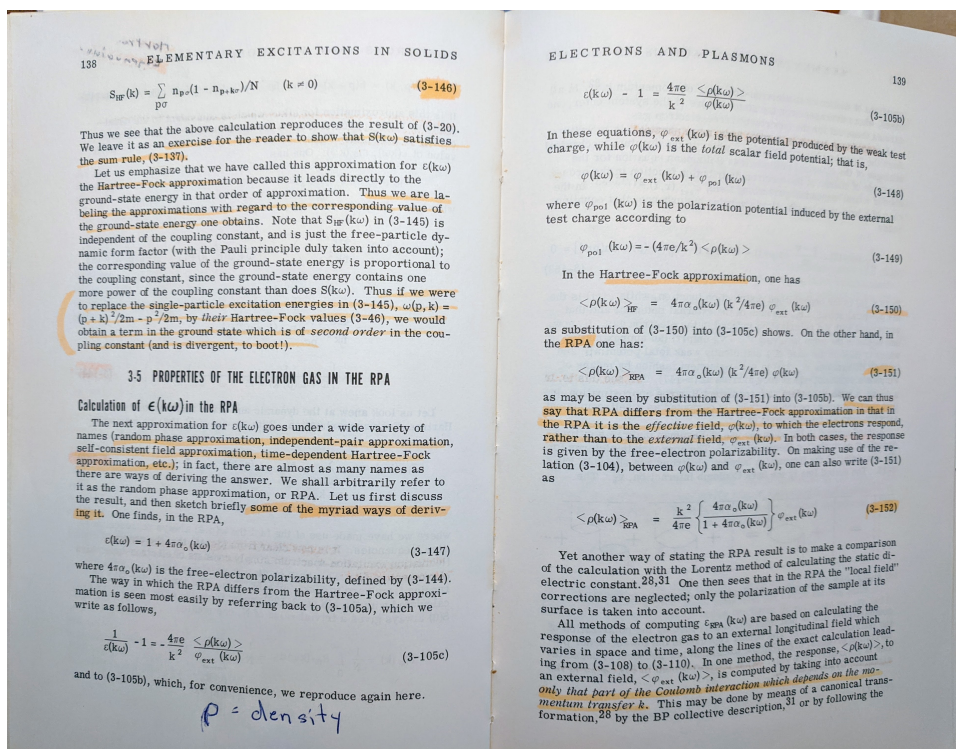 138 ELEMENTARY EXCITATIONS IN SOLIDS
S_HF(k) = Σ_pσ n_pσ(1 - n_p+kσ)/N (k ≠ 0) (3-146)
Thus we see that the above calculation reproduces the result of (3-20).
We leave it as an exercise for the reader to show that S(kω) satisfies
the sum rule, (3-137).
Let us emphasize that we have called this approximation for ε(kω)
the Hartree-Fock approximation because it leads directly to the
ground-state energy in that order of approximation. Thus we are la-
beling the approximations with regard to the corresponding value of
the ground-state energy one obtains. Note that S_HF(kω) in (3-145) is
independent of the coupling constant, and is just the free-particle dy-
namic form factor (with the Pauli principle duly taken into account);
the corresponding value of the ground-state energy is proportional to
the coupling constant, since the ground-state energy contains one
more power of the coupling constant than does S(kω). Thus if we were
to replace the single-particle excitation energies in (3-145), ω(p, k) =
(p + k)²/2m - p²/2m, by their Hartree-Fock values (3-46), we would
obtain a term in the ground state which is of second order in the cou-
pling constant (and is divergent, to boot!).
3-5 PROPERTIES OF THE ELECTRON GAS IN THE RPA
Calculation of ϵ(kω) in the RPA
The next approximation for ε(kω) goes under a wide variety of
names (random phase approximation, independent-pair approximation,
self-consistent field approximation, time-dependent Hartree-Fock
approximation, etc.); in fact, there are almost as many names as
there are ways of deriving the answer. We shall arbitrarily refer to
it as the random phase approximation, or RPA. Let us first discuss
the result, and then sketch briefly some of the myriad ways of deriv-
ing it. One finds, in the RPA,
ε(kω) = 1 + 4πα₀(kω) (3-147)
where 4πα₀(kω) is the free-electron polarizability, defined by (3-144).
The way in which the RPA differs from the Hartree-Fock approxi-
mation is seen most easily by referring back to (3-105a), which we
write as follows,
1/ε(kω) - 1 = - 4πe/k² <ρ(kω)>/φ_ext(kω) (3-105c)
and to (3-105b), which, for convenience, we reproduce again here.
ρ = density
ELECTRONS AND PLASMONS 139
ε(kω) - 1 = 4πe/k² <ρ(kω)>/φ(kω) (3-105b)
In these equations, φ_ext (kω) is the potential produced by the weak test
charge, while φ(kω) is the total scalar field potential; that is,
φ(kω) = φ_ext (kω) + φ_pol (kω) (3-148)
where φ_pol (kω) is the polarization potential induced by the external
test charge according to
φ_pol (kω) = - (4πe/k²) <ρ(kω) > (3-149)
In the Hartree-Fock approximation, one has
<ρ(kω) >_HF = 4πα₀(kω) (k²/4πe) φ_ext (kω) (3-150)
as substitution of (3-150) into (3-105c) shows. On the other hand, in
the RPA one has:
<ρ(kω) >_RPA = 4πα₀(kω) (k²/4πe) φ(kω) (3-151)
as may be seen by substitution of (3-151) into (3-105b). We can thus
say that RPA differs from the Hartree-Fock approximation in that in
the RPA it is the effective field, φ(kω), to which the electrons respond,
rather than to the external field, φ_ext (kω). In both cases, the response
is given by the free-electron polarizability. On making use of the re-
lation (3-104), between φ(kω) and φ_ext (kω), one can also write (3-151)
as
<ρ(kω) >_RPA = k²/4πe { 4πα₀(kω) / 1 + 4πα₀(kω) } φ_ext (kω) (3-152)
Yet another way of stating the RPA result is to make a comparison
of the calculation with the Lorentz method of calculating the static di-
electric constant.28,31 One then sees that in the RPA the "local field"
corrections are neglected; only the polarization of the sample at its
surface is taken into account.
All methods of computing ε_RPA (kω) are based on calculating the
response of the electron gas to an external longitudinal field which
varies in space and time, along the lines of the exact calculation lead-
ing from (3-108) to (3-110). In one method, the response, <ρ(kω)>, to
an external field, <φ_ext (kω) >, is computed by taking into account
only that part of the Coulomb interaction which depends on the mo-
mentum transfer k. This may be done by means of a canonical trans-
formation,28 by the BP collective description,31 or by following the